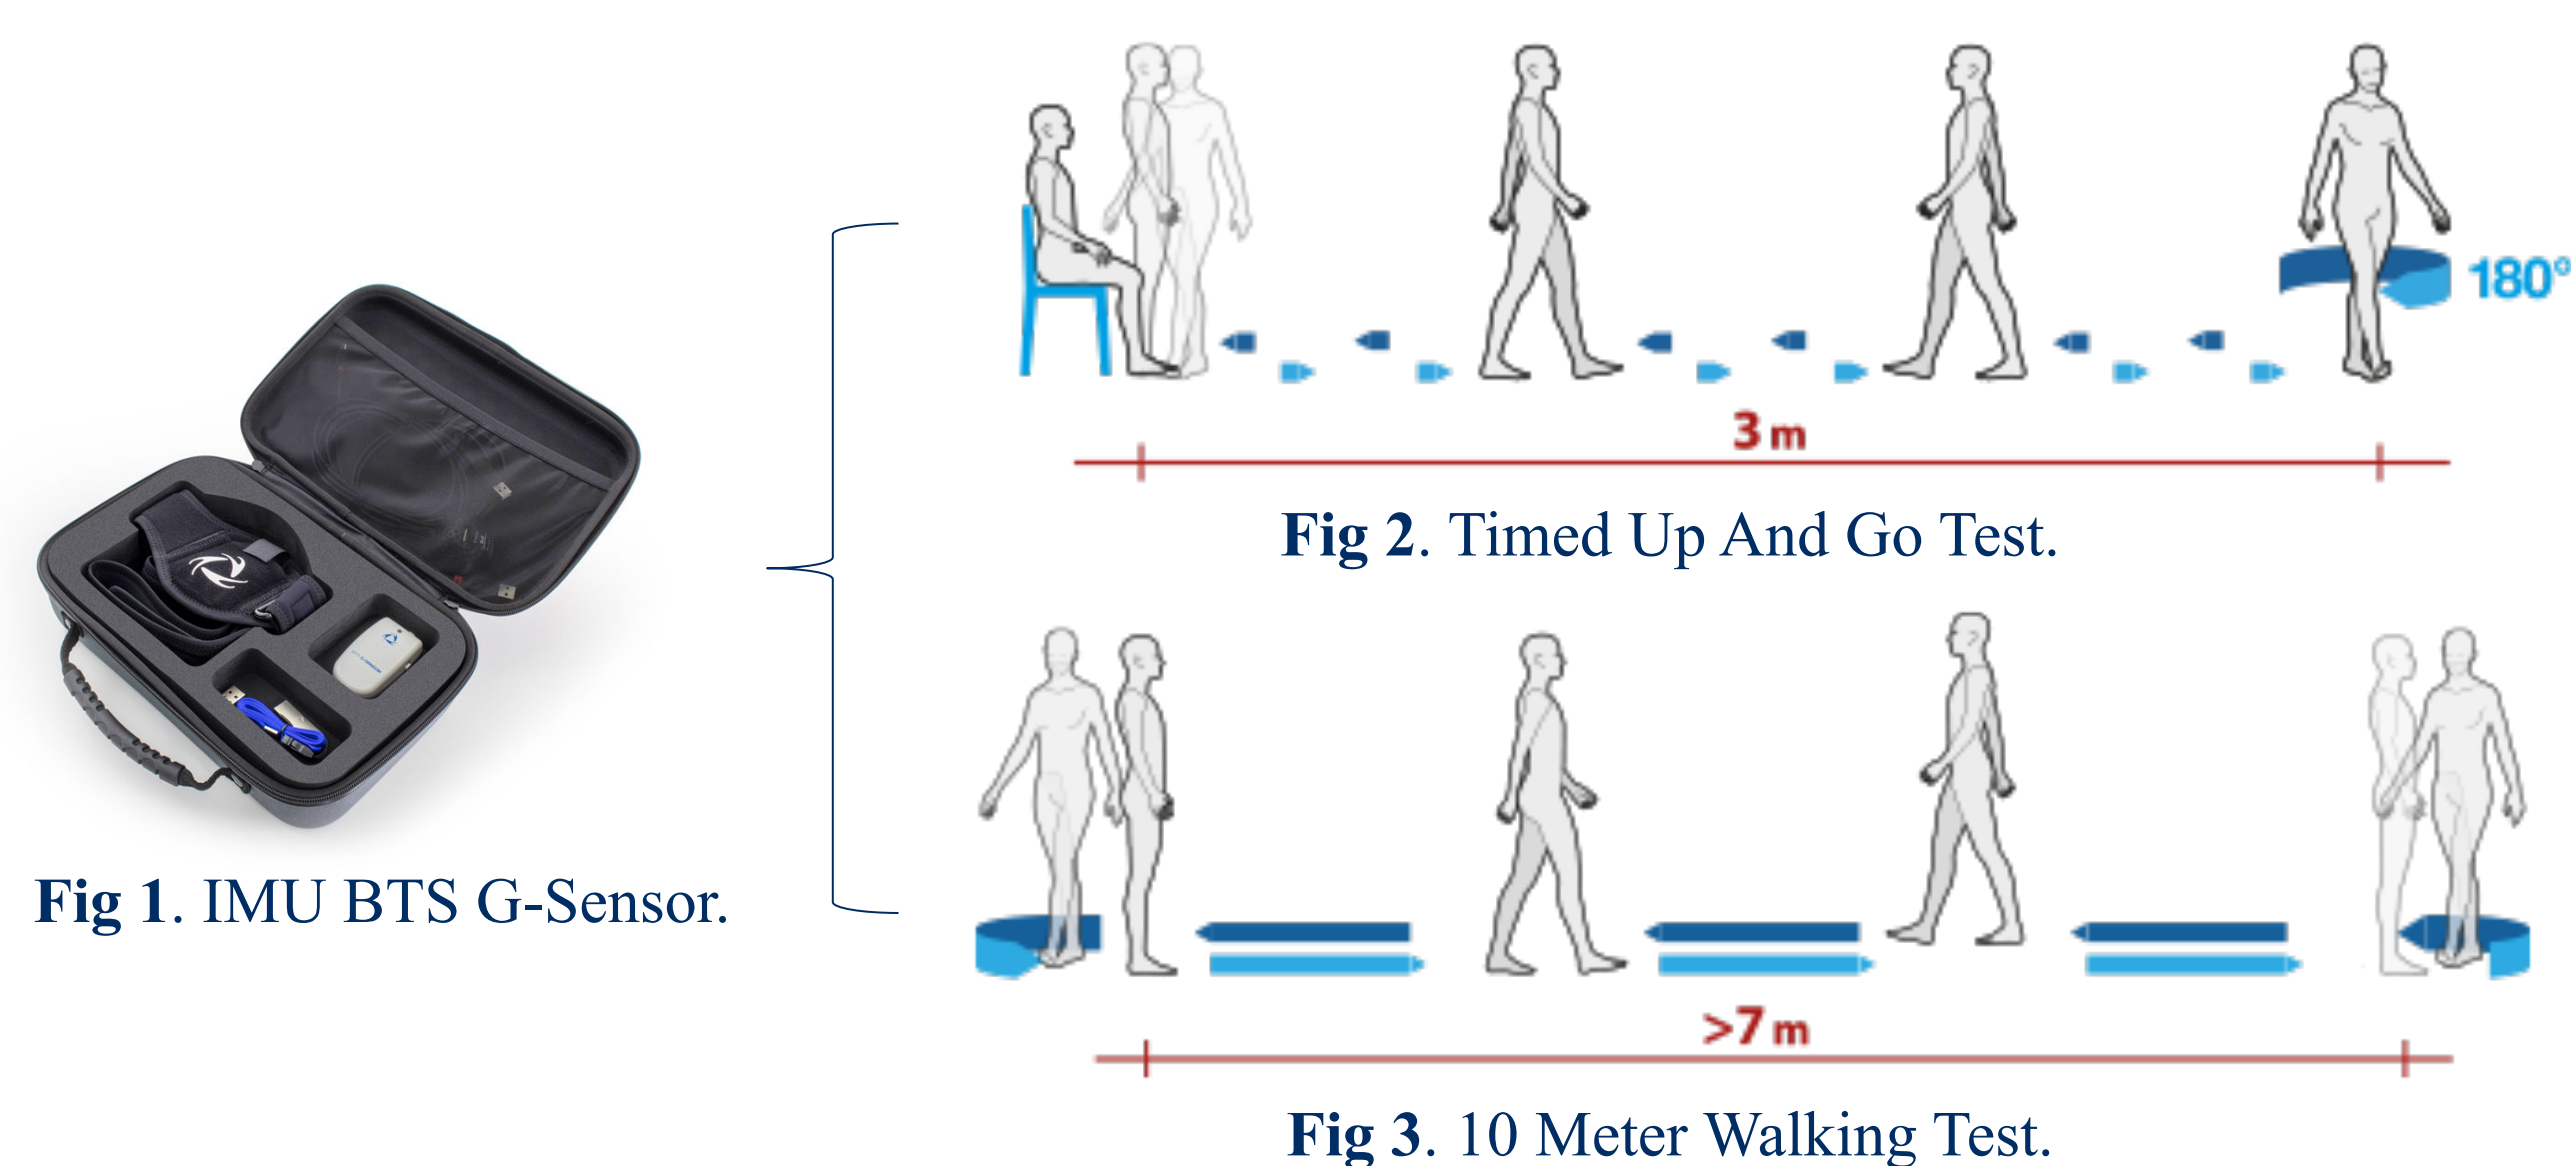 180°
3 m
Fig 2. Timed Up And Go Test.
Fig 1. IMU BTS G-Sensor.
>7 m
Fig 3. 10 Meter Walking Test.